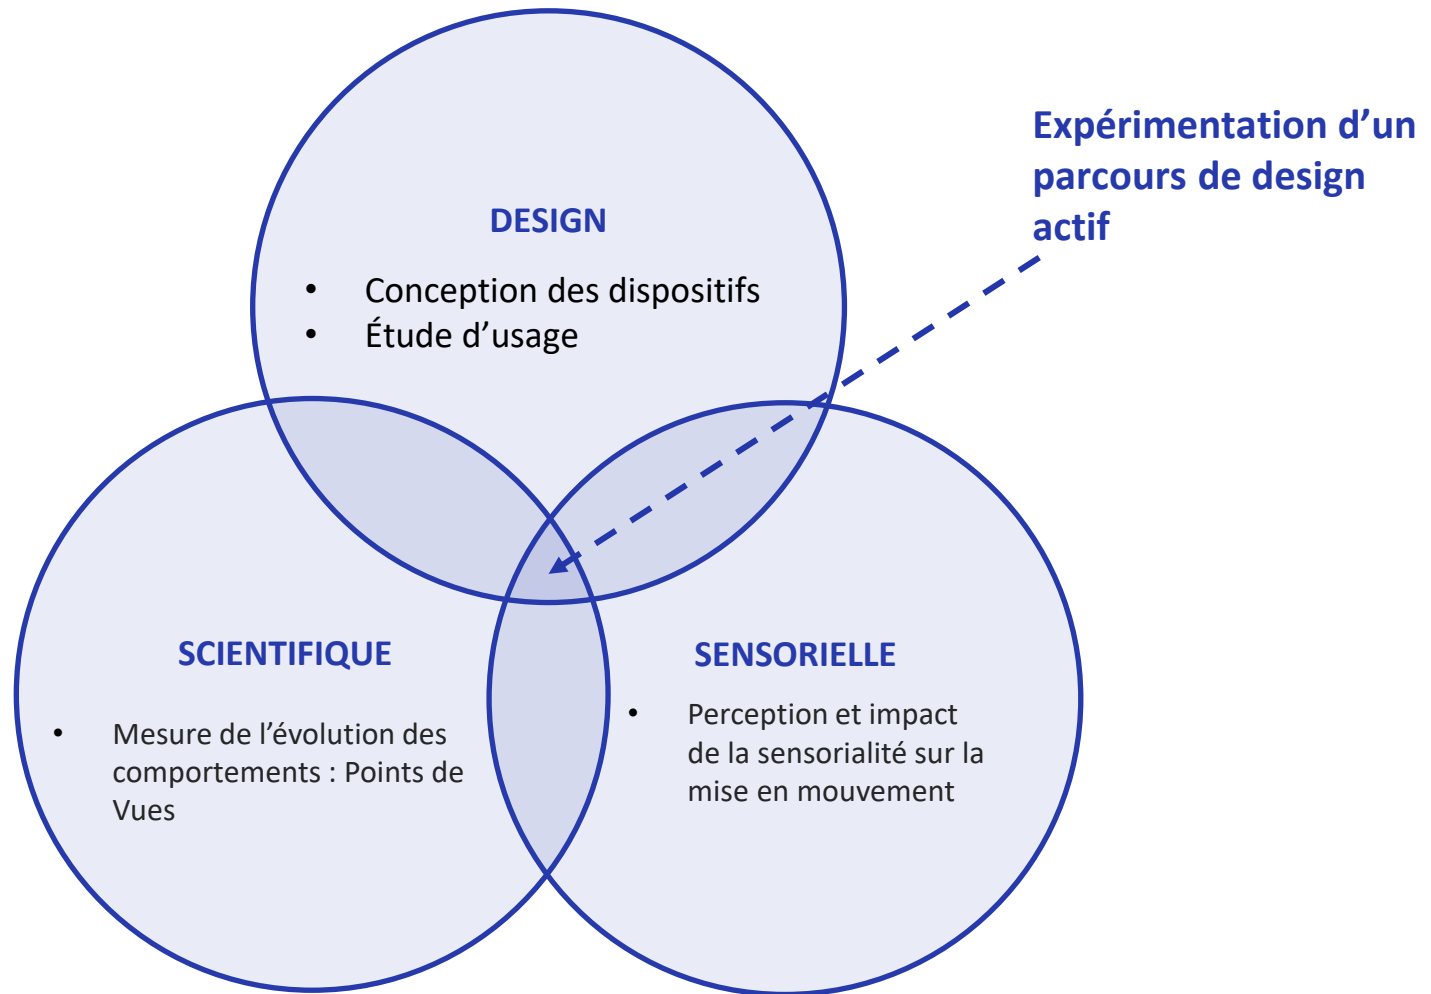 Expérimentation d’un
parcours de design
actif
DESIGN
• Conception des dispositifs
• Étude d’usage
SCIENTIFIQUE
• Mesure de l’évolution des
comportements : Points de
Vues
SENSORIELLE
• Perception et impact
de la sensorialité sur la
mise en mouvement